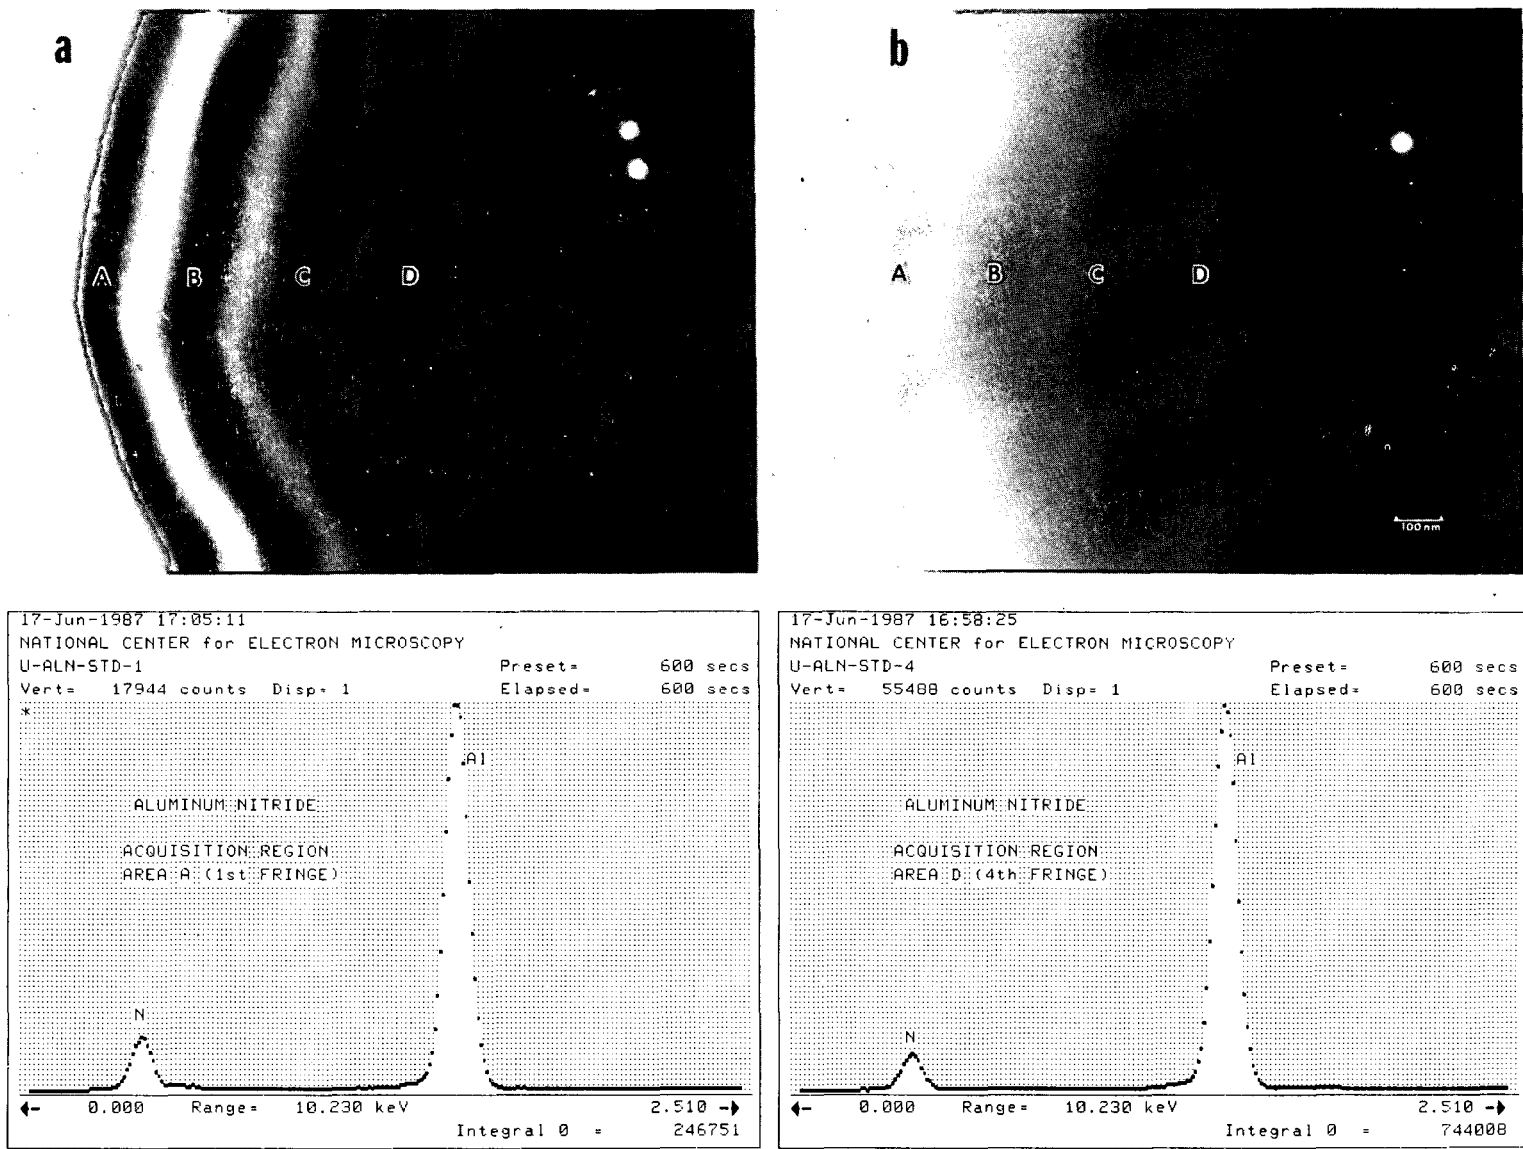 a
b
A B C D
A B C D
100nm
17-Jun-1987 17:05:11
NATIONAL CENTER for ELECTRON MICROSCOPY
U-ALN-STD-1 Preset= 600 secs
Vert= 17944 counts Disp= 1 Elapsed= 600 secs
*
Al
ALUMINUM NITRIDE
ACQUISITION REGION
AREA A (1st FRINGE)
N
0.000 Range= 10.230 keV 2.510
Integral 0 = 246751
17-Jun-1987 16:58:25
NATIONAL CENTER for ELECTRON MICROSCOPY
U-ALN-STD-4 Preset= 600 secs
Vert= 55488 counts Disp= 1 Elapsed= 600 secs
Al
ALUMINUM NITRIDE
ACQUISITION REGION
AREA D (4th FRINGE)
N
0.000 Range= 10.230 keV 2.510
Integral 0 = 744008